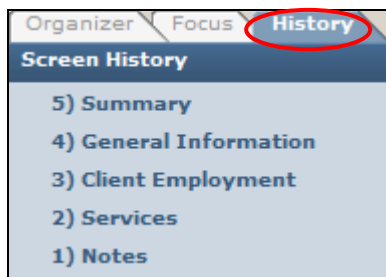 Organizer Focus History
Screen History
5) Summary
4) General Information
3) Client Employment
2) Services
1) Notes